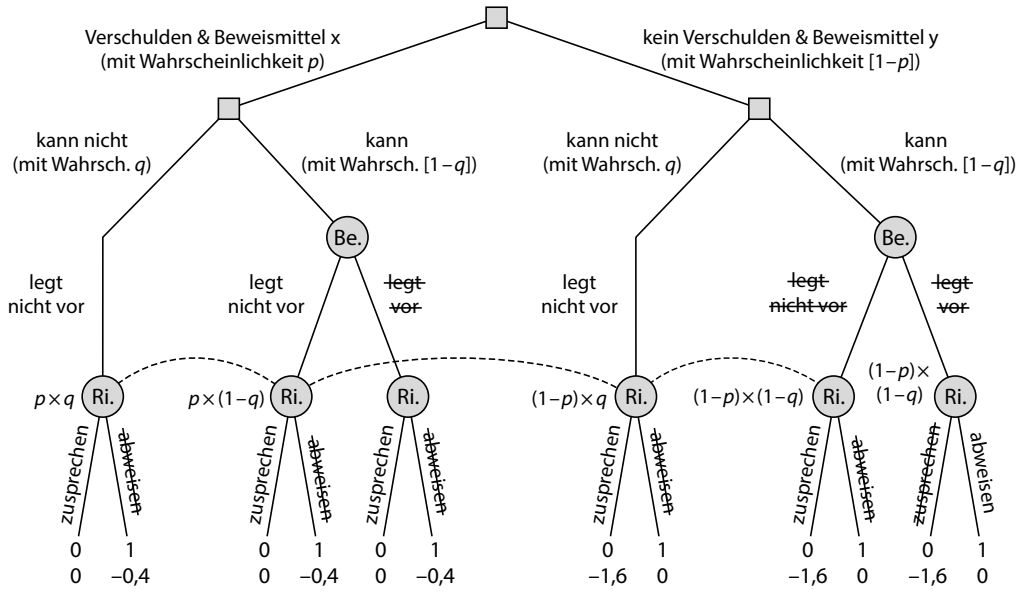 Verschulden & Beweismittel x
(mit Wahrscheinlichkeit p)
kein Verschulden & Beweismittel y
(mit Wahrscheinlichkeit [1–p])
kann nicht
(mit Wahrsch. q)
kann
(mit Wahrsch. [1–q])
kann nicht
(mit Wahrsch. q)
kann
(mit Wahrsch. [1–q])
Be.
Be.
legt
nicht vor
legt
nicht vor
legt
vor
legt
nicht vor
legt
nicht vor
legt
vor
p×q
Ri.
p×(1–q)
Ri.
Ri.
(1–p)×q
Ri.
(1–p)×(1–q)
Ri.
(1–p)×
(1–q)
Ri.
zusprechen
abweisen
zusprechen
abweisen
zusprechen
abweisen
zusprechen
abweisen
zusprechen
abweisen
zusprechen
abweisen
0 1 0 1 0 1 0 1 0 1 0 1
0 –0,4 0 –0,4 0 –0,4 –1,6 0 –1,6 0 –1,6 0